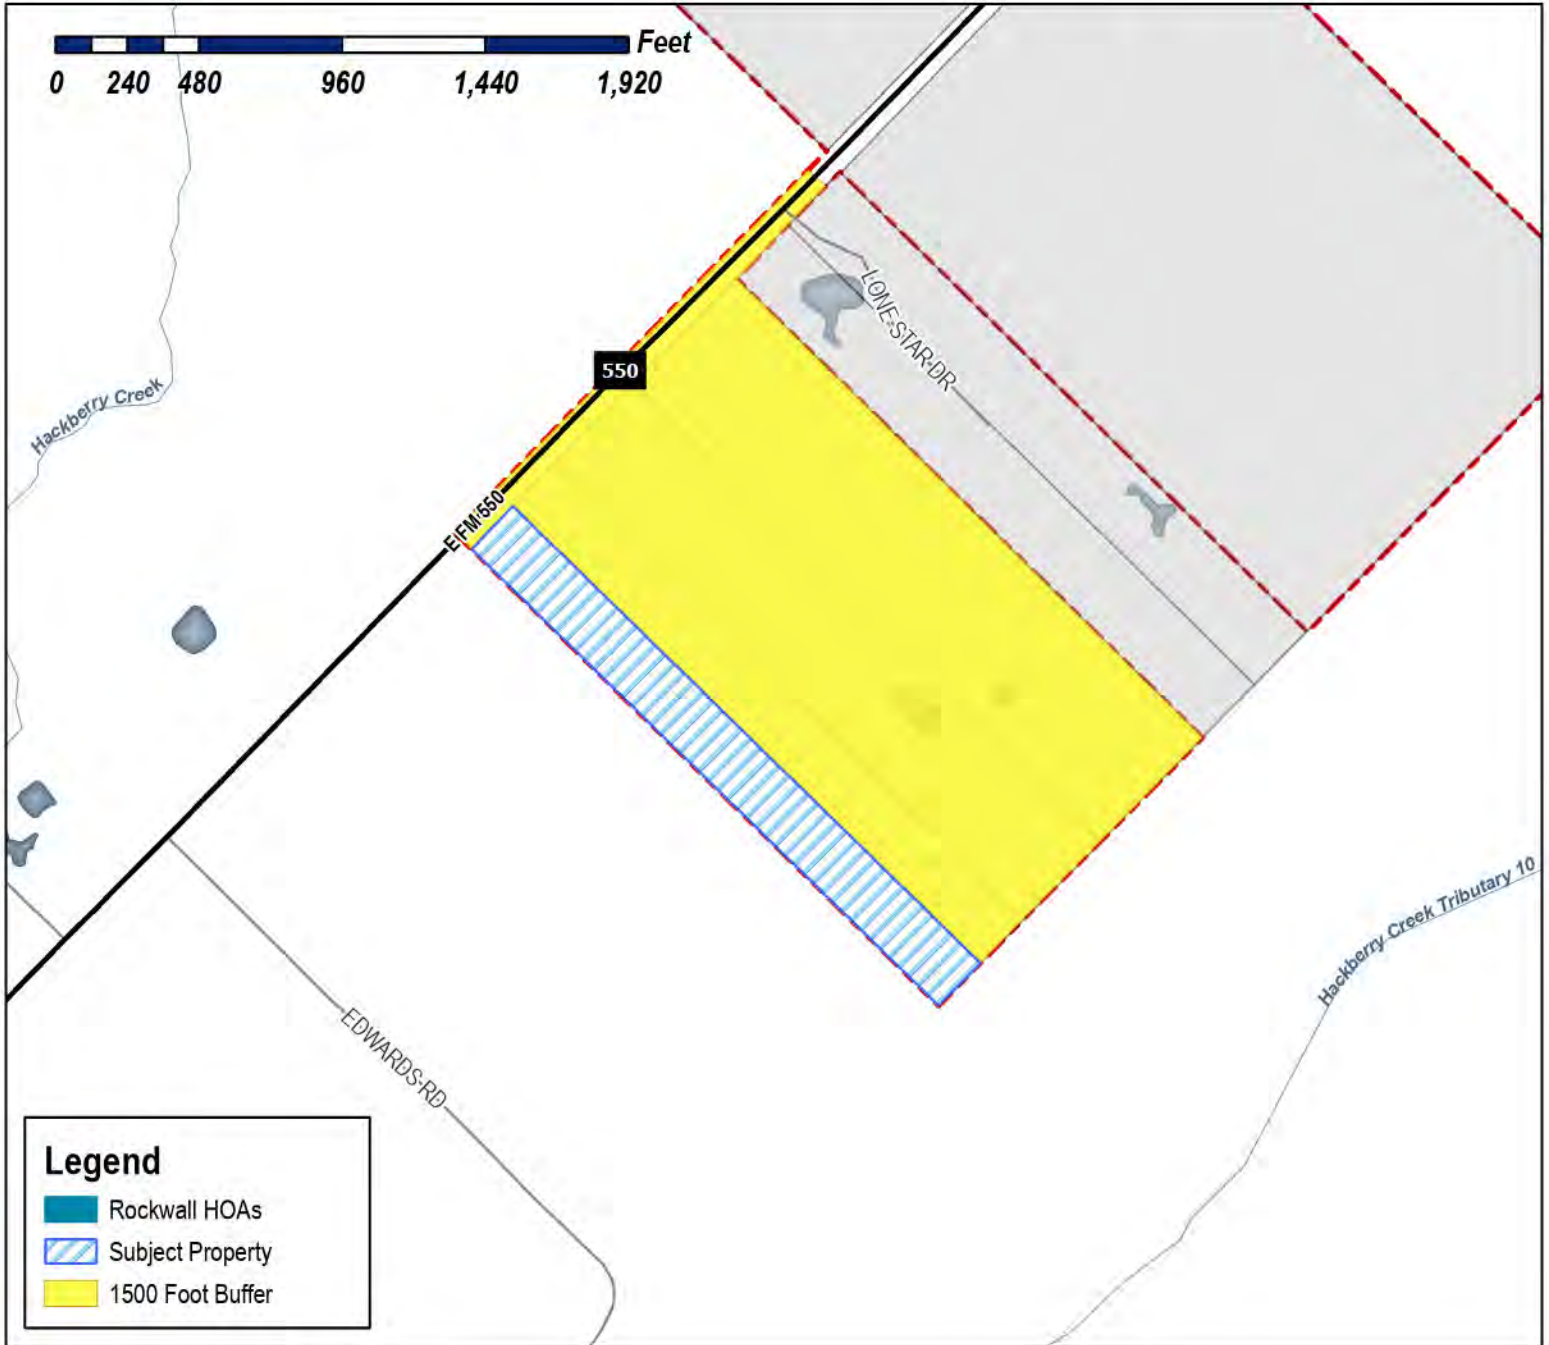 Feet
0 240 480 960 1,440 1,920
LONE STAR DR
550
Hackberry Creek
E FM 550
Hackberry Creek Tributary 10
EDWARDS RD
Legend
Rockwall HOAs
Subject Property
1500 Foot Buffer